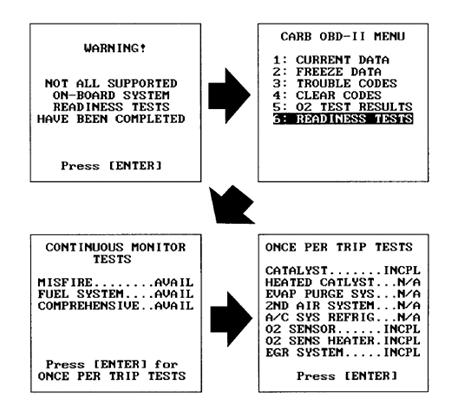 WARNING!
NOT ALL SUPPORTED
ON-BOARD SYSTEM
READINESS TESTS
HAVE BEEN COMPLETED
Press [ENTER]
CARB OBD-II MENU
1: CURRENT DATA
2: FREEZE DATA
3: TROUBLE CODES
4: CLEAR CODES
5: O2 TEST RESULTS
6: READINESS TESTS
CONTINUOUS MONITOR
TESTS
MISFIRE........AVAIL
FUEL SYSTEM....AVAIL
COMPREHENSIVE..AVAIL
Press [ENTER] for
ONCE PER TRIP TESTS
ONCE PER TRIP TESTS
CATALYST.......INCPL
HEATED CATLYST...N/A
EVAP PURGE SYS...N/A
2ND AIR SYSTEM...N/A
A/C SYS REFRIG...N/A
O2 SENSOR......INCPL
O2 SENS HEATER.INCPL
EGR SYSTEM.....INCPL
Press [ENTER]